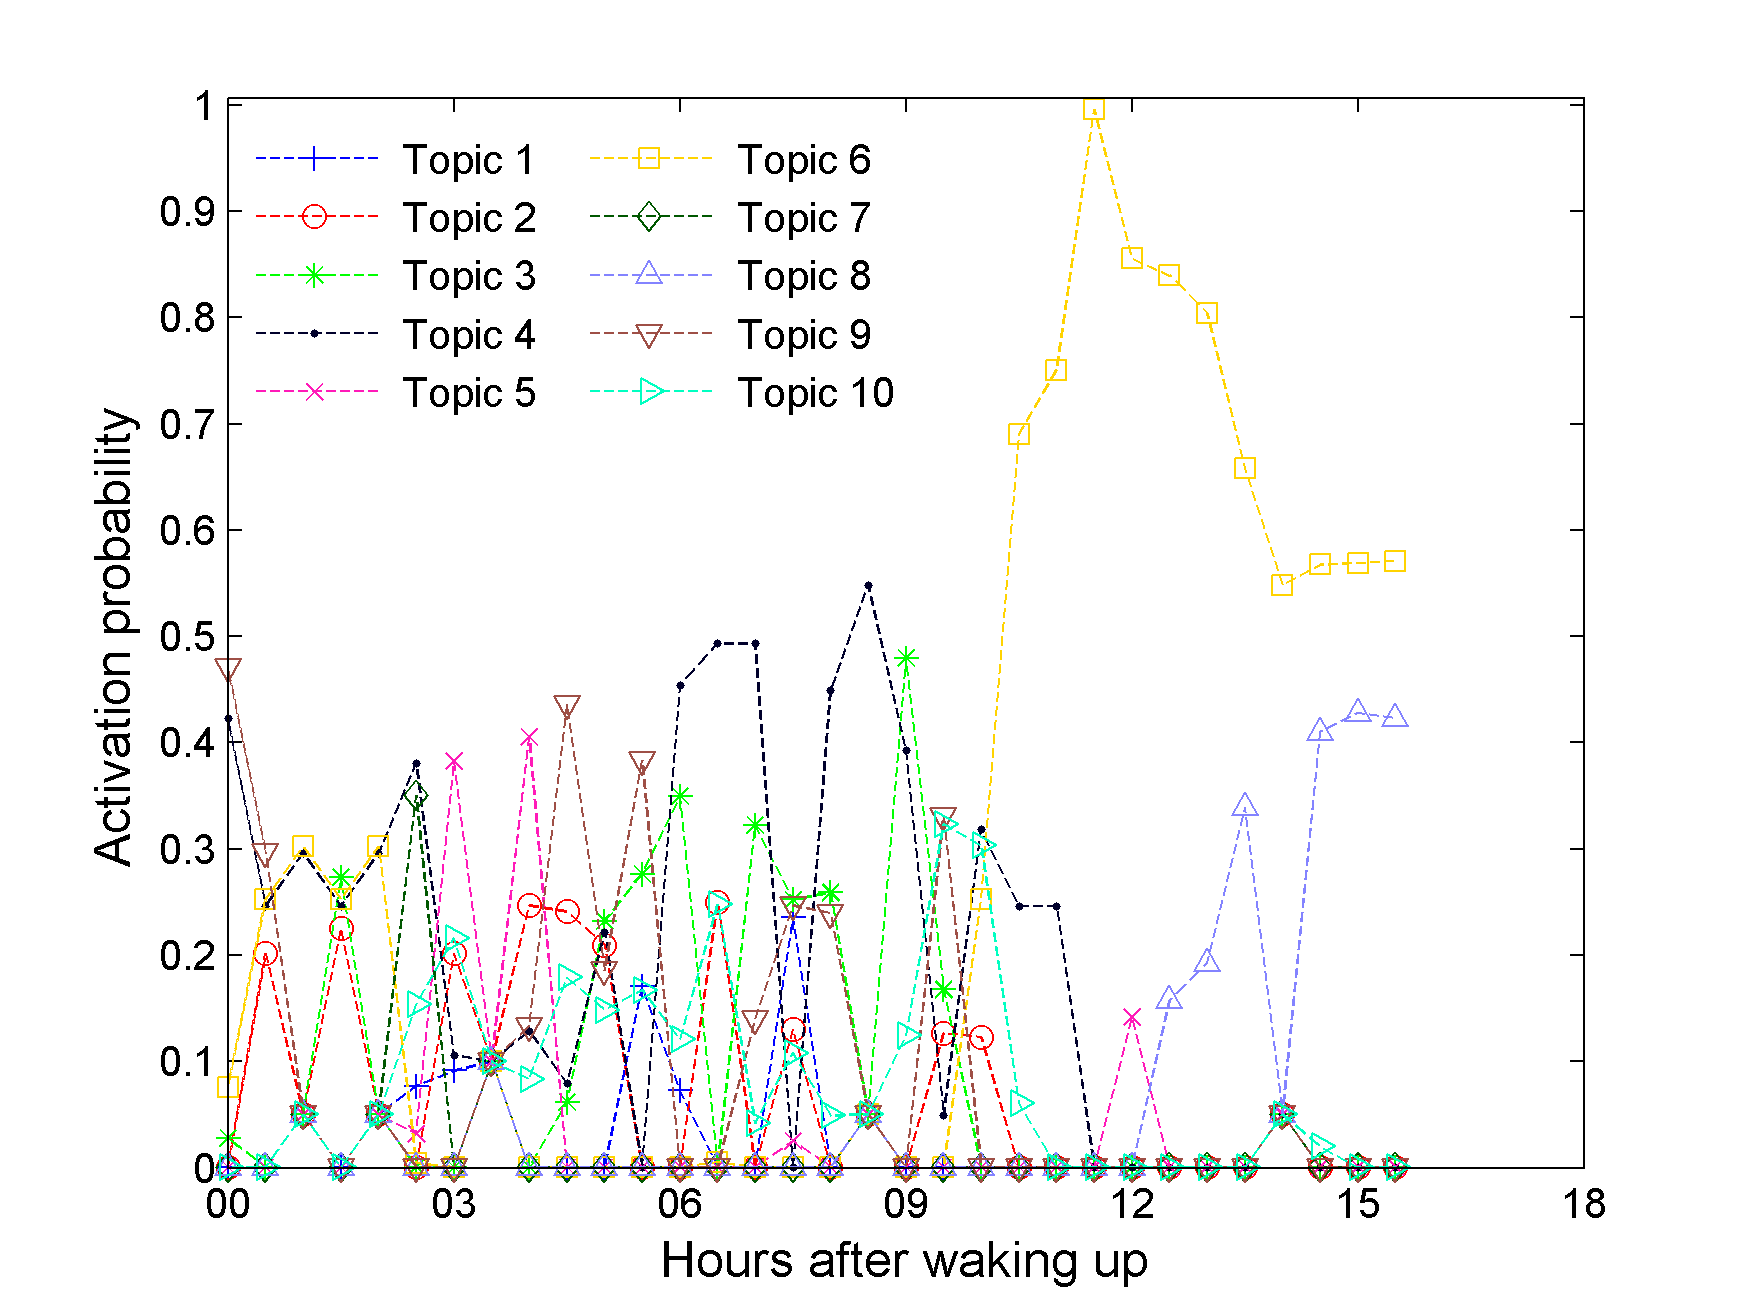 1
0.9
0.8
0.7
0.6
0.5
0.4
0.3
0.2
0.1
0
Activation probability
Topic 1
Topic 2
Topic 3
Topic 4
Topic 5
Topic 6
Topic 7
Topic 8
Topic 9
Topic 10
00 03 06 09 12 15 18
Hours after waking up